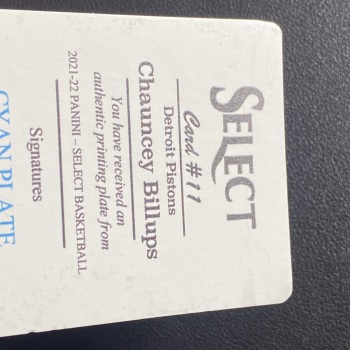 SELECT
Card # 11
Detroit Pistons
Chauncey Billups
You have received an
authentic printing plate from
2021-22 PANINI – SELECT BASKETBALL
Signatures
CYAN PLATE